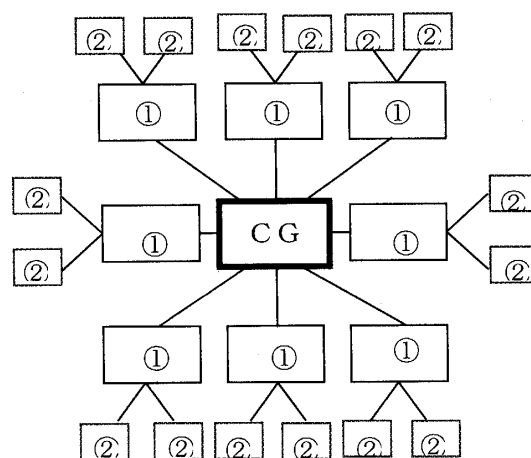 ② ② ② ② ② ②
① ① ①
②
②
① CG ①
②
②
① ① ①
② ② ② ② ② ②